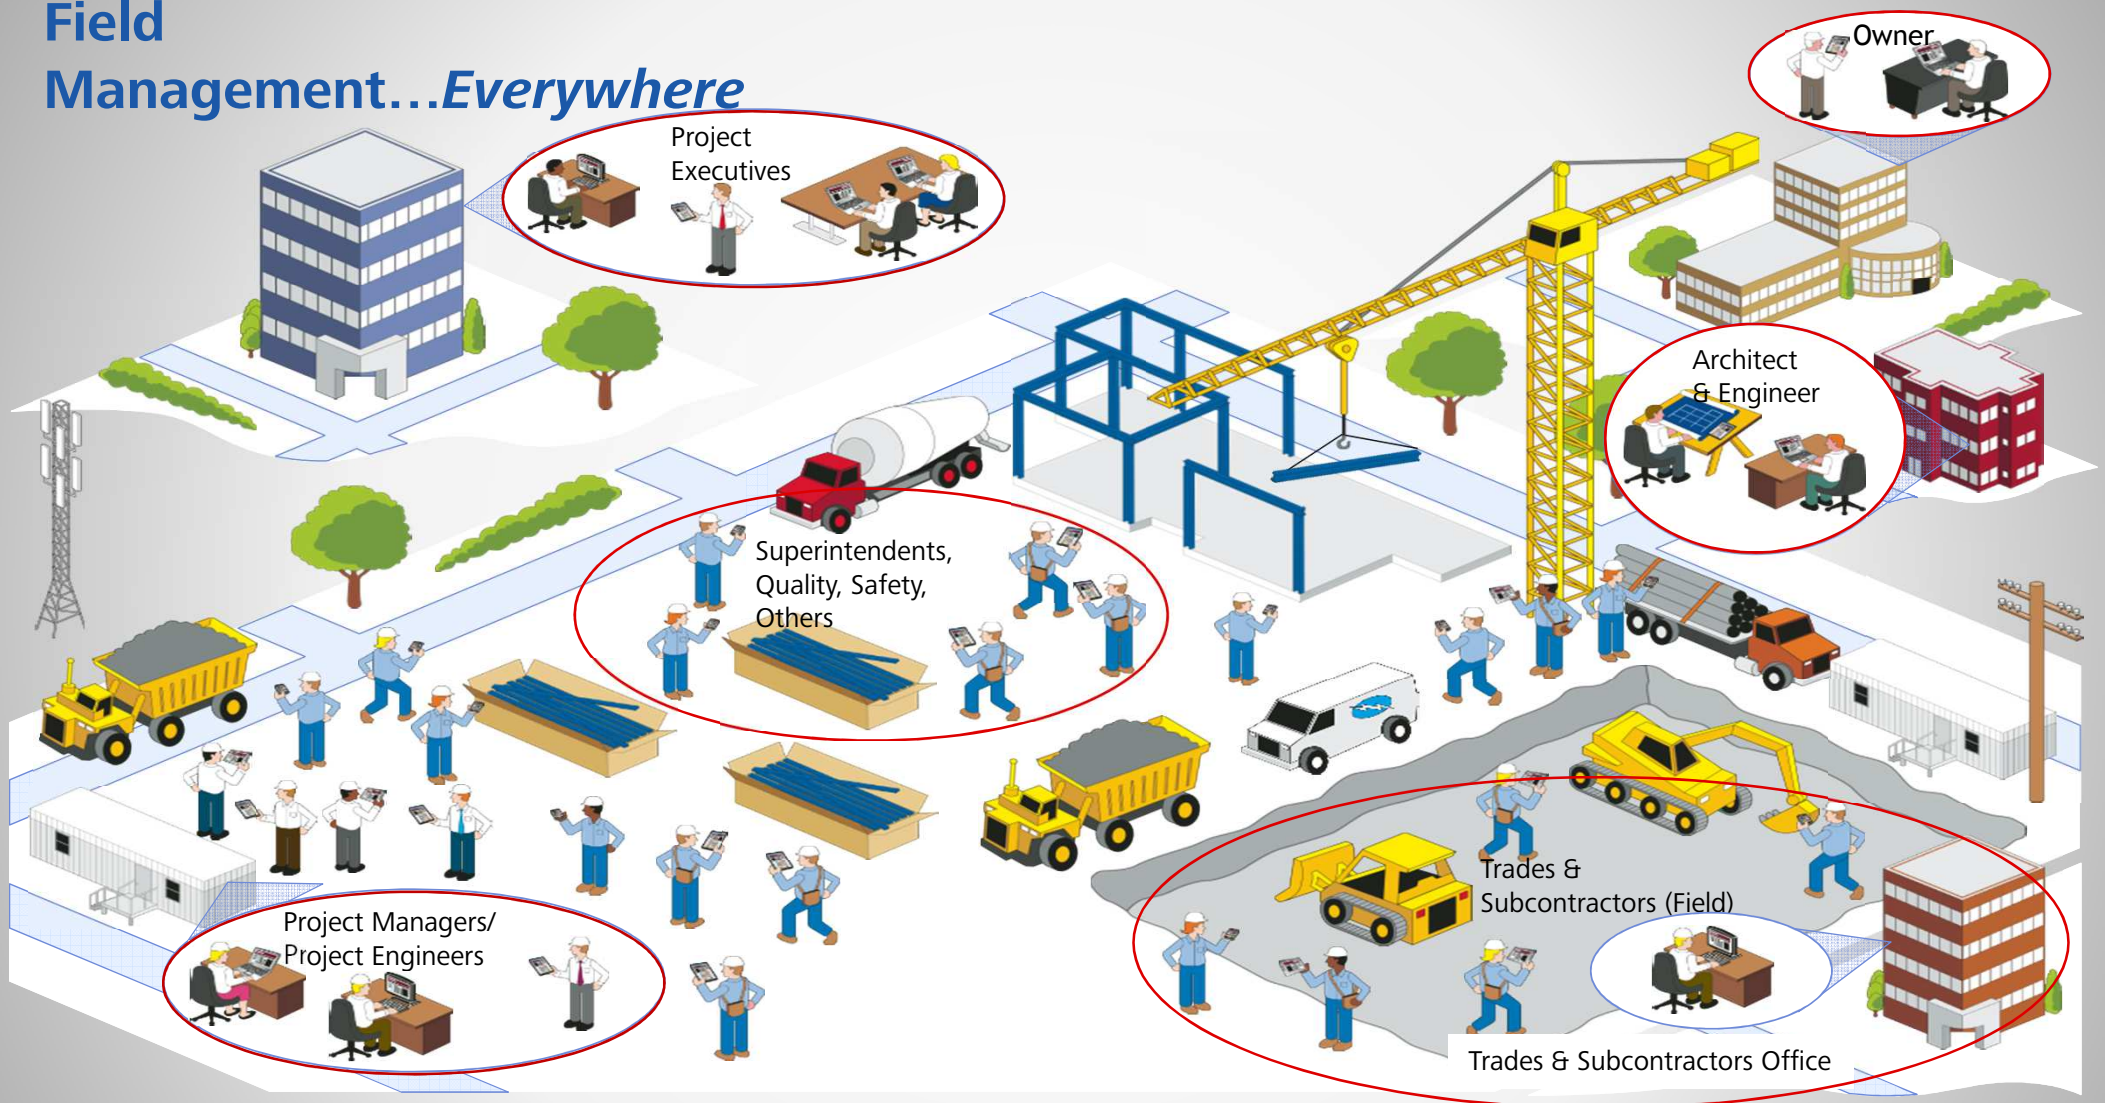 Field
Management…Everywhere
Owner
Project
Executives
Architect
& Engineer
Superintendents,
Quality, Safety,
Others
Trades &
Subcontractors (Field)
Project Managers/
Project Engineers
Trades & Subcontractors Office